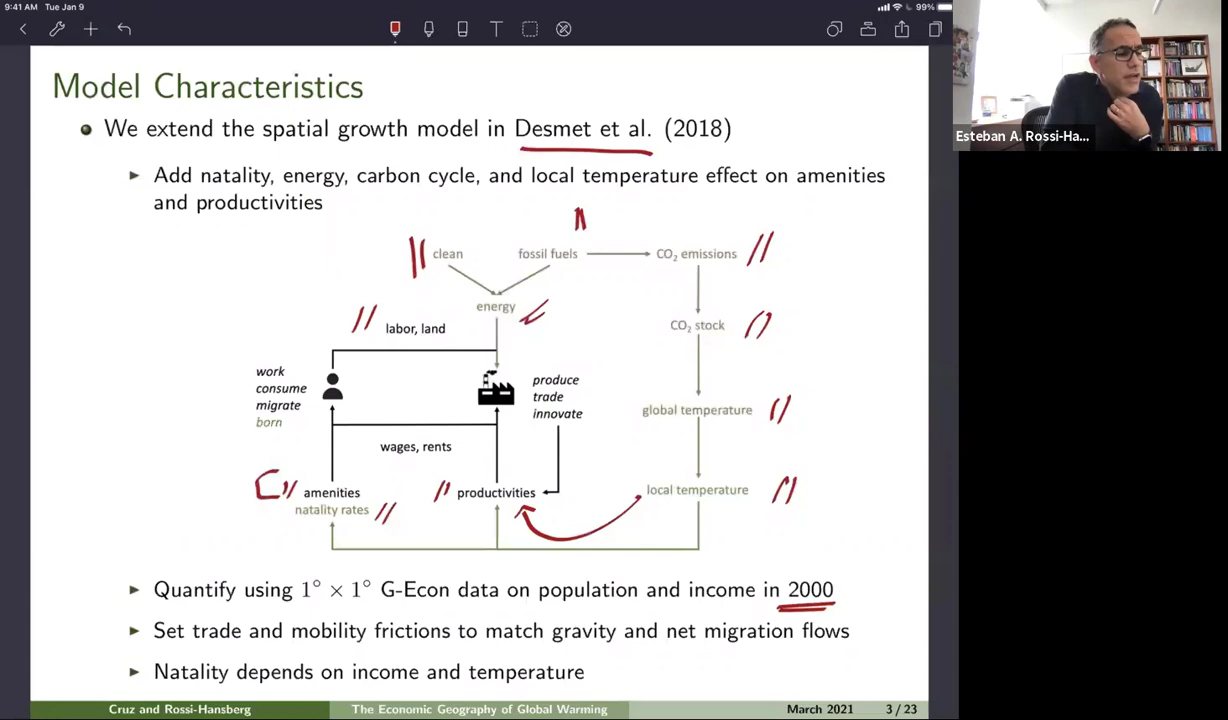 9:41 AM Tue Jan 9
99%
Esteban A. Rossi-Ha...
Model Characteristics
We extend the spatial growth model in Desmet et al. (2018)
Add natality, energy, carbon cycle, and local temperature effect on amenities
and productivities
clean
fossil fuels
CO₂ emissions
energy
labor, land
CO₂ stock
work
consume
migrate
born
produce
trade
innovate
global temperature
wages, rents
amenities
natality rates
productivities
local temperature
Quantify using 1° × 1° G-Econ data on population and income in 2000
Set trade and mobility frictions to match gravity and net migration flows
Natality depends on income and temperature
Cruz and Rossi-Hansberg
The Economic Geography of Global Warming
March 2021
3 / 23